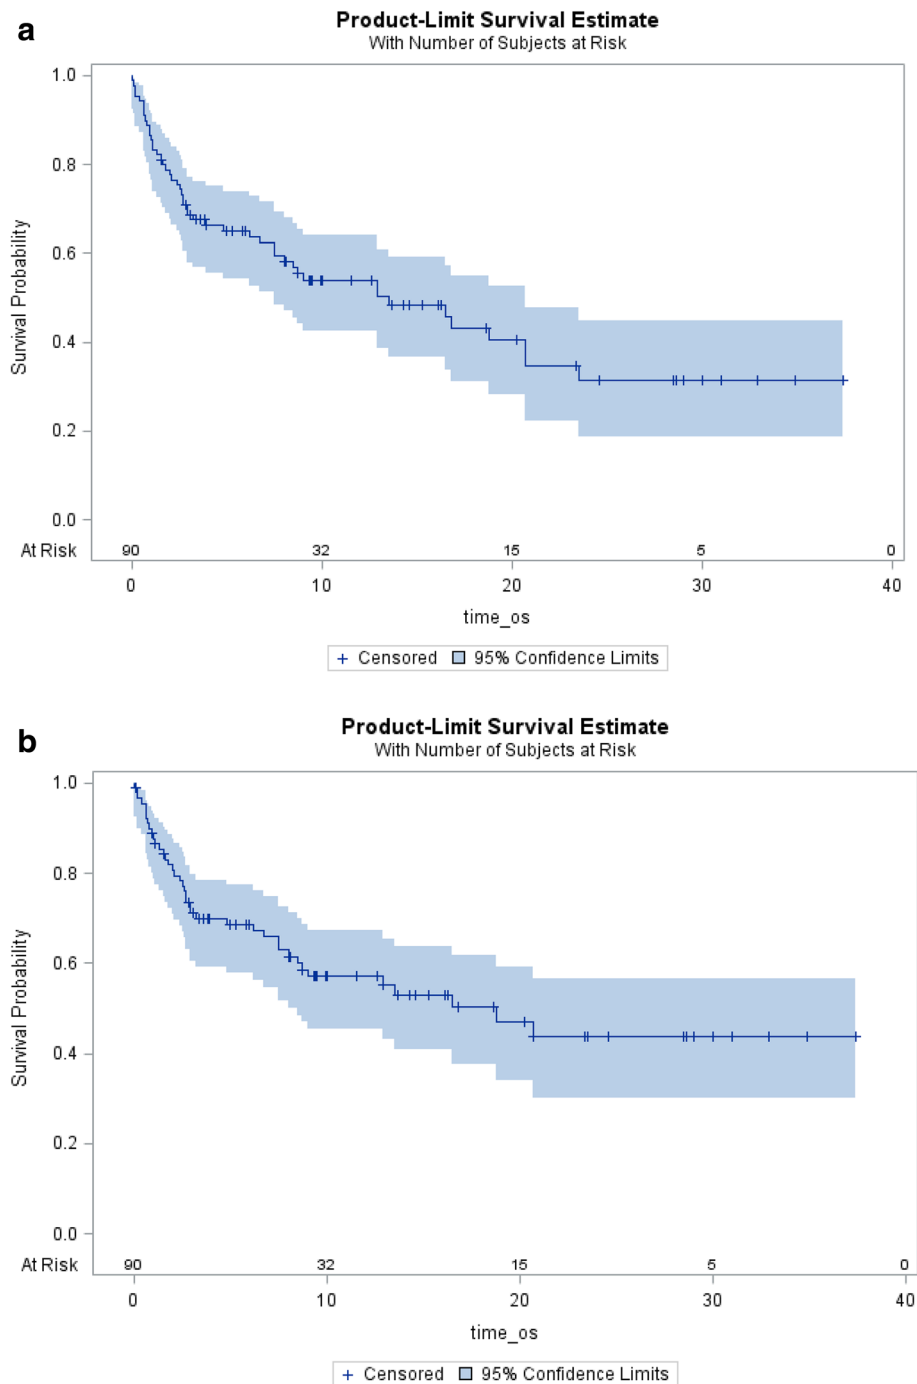 a
Product-Limit Survival Estimate
With Number of Subjects at Risk
1.0
0.8
0.6
0.4
0.2
0.0
Survival Probability
At Risk 90 32 15 5 0
0 10 20 30 40
time_os
+ Censored 95% Confidence Limits
b
Product-Limit Survival Estimate
With Number of Subjects at Risk
1.0
0.8
0.6
0.4
0.2
0.0
Survival Probability
At Risk 90 32 15 5 0
0 10 20 30 40
time_os
+ Censored 95% Confidence Limits